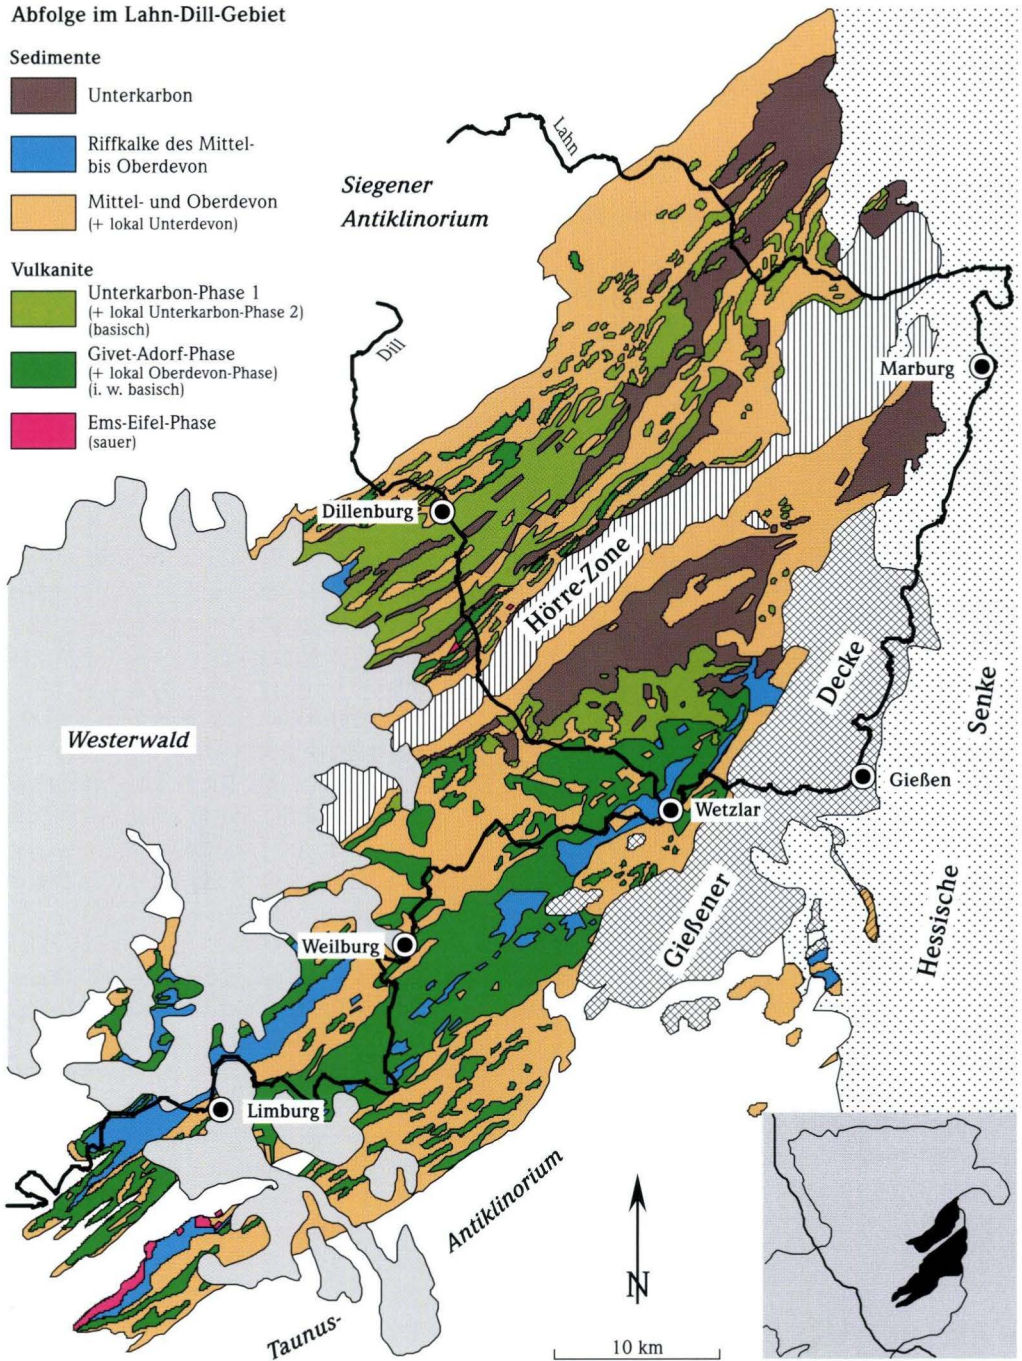 Abfolge im Lahn-Dill-Gebiet
Sedimente
Unterkarbon
Riffkalke des Mittel-
bis Oberdevon
Mittel- und Oberdevon
(+ lokal Unterdevon)
Vulkanite
Unterkarbon-Phase 1
(+ lokal Unterkarbon-Phase 2)
(basisch)
Givet-Adorf-Phase
(+ lokal Oberdevon-Phase)
(i. w. basisch)
Ems-Eifel-Phase
(sauer)
Lahn
Siegener
Antiklinorium
Dill
Marburg
Dillenburg
Hörre-Zone
Decke
Senke
Westerwald
Gießen
Wetzlar
Gießener
Hessische
Weilburg
Limburg
Antiklinorium
Taunus-
N
10 km